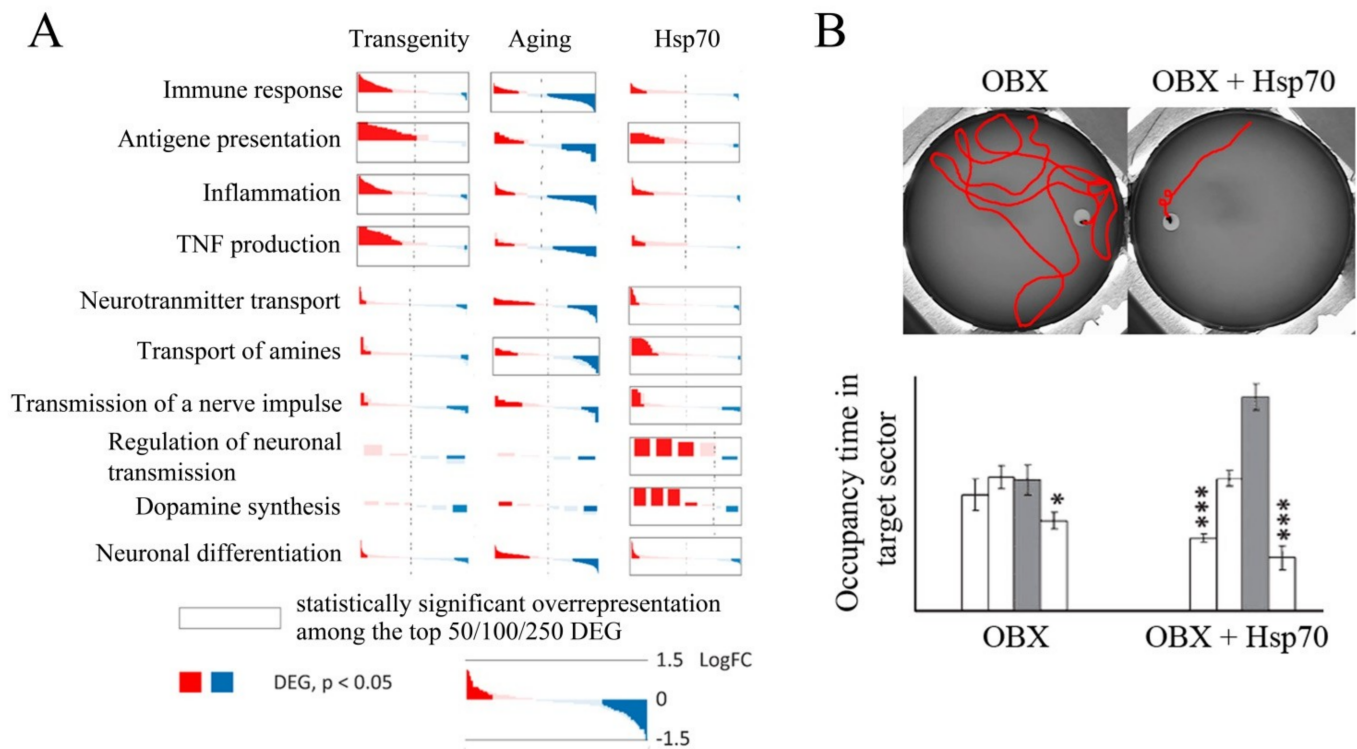 A
Transgenity Aging Hsp70
Immune response
Antigene presentation
Inflammation
TNF production
Neurotranmitter transport
Transport of amines
Transmission of a nerve impulse
Regulation of neuronal
transmission
Dopamine synthesis
Neuronal differentiation
statistically significant overrepresentation
among the top 50/100/250 DEG
DEG, p < 0.05
1.5 LogFC
0
-1.5
B
OBX OBX + Hsp70
Occupancy time in
target sector
*
***
***
OBX OBX + Hsp70